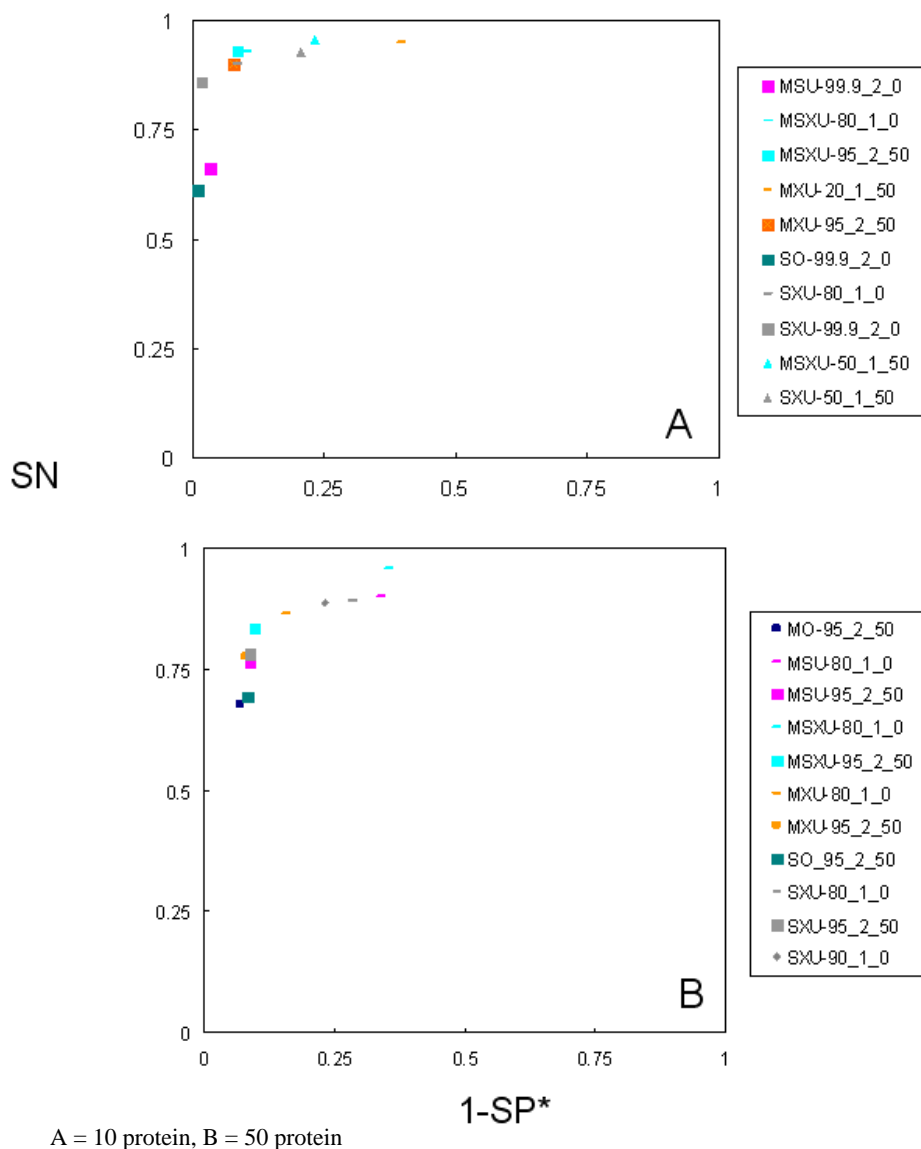 1
0.75
0.5
0.25
0
0 0.25 0.5 0.75 1
A
MSU-99.9_2_0
MSXU-80_1_0
MSXU-95_2_50
MXU-20_1_50
MXU-95_2_50
SO-99.9_2_0
SXU-80_1_0
SXU-99.9_2_0
MSXU-50_1_50
SXU-50_1_50
SN
1
0.75
0.5
0.25
0
0 0.25 0.5 0.75 1
B
MO-95_2_50
MSU-80_1_0
MSU-95_2_50
MSXU-80_1_0
MSXU-95_2_50
MXU-80_1_0
MXU-95_2_50
SO_95_2_50
SXU-80_1_0
SXU-95_2_50
SXU-90_1_0
1-SP*
A = 10 protein, B = 50 protein